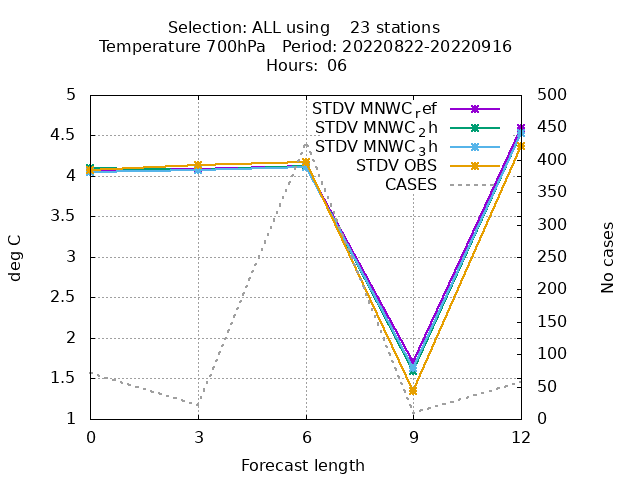 Selection: ALL using 23 stations
Temperature 700hPa Period: 20220822-20220916
Hours: 06
STDV MNWC_ref
STDV MNWC_2h
STDV MNWC_3h
STDV OBS
CASES
5
4.5
4
3.5
3
2.5
2
1.5
1
500
450
400
350
300
250
200
150
100
50
0
deg C
No cases
0 3 6 9 12
Forecast length